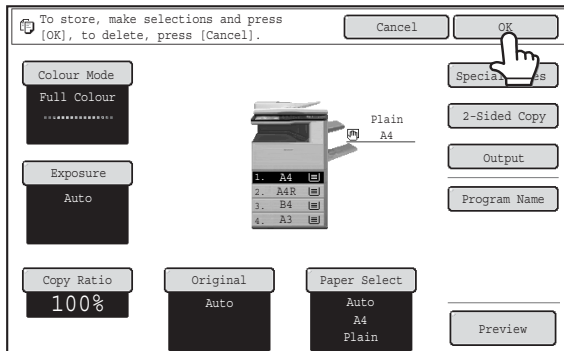 To store, make selections and press
[OK], to delete, press [Cancel].
Cancel
OK
Colour Mode
Full Colour
Exposure
Auto
Copy Ratio
100%
Original
Auto
Paper Select
Auto
A4
Plain
Plain
A4
1. A4
2. A4R
3. B4
4. A3
Special
2-Sided Copy
Output
Program Name
Preview